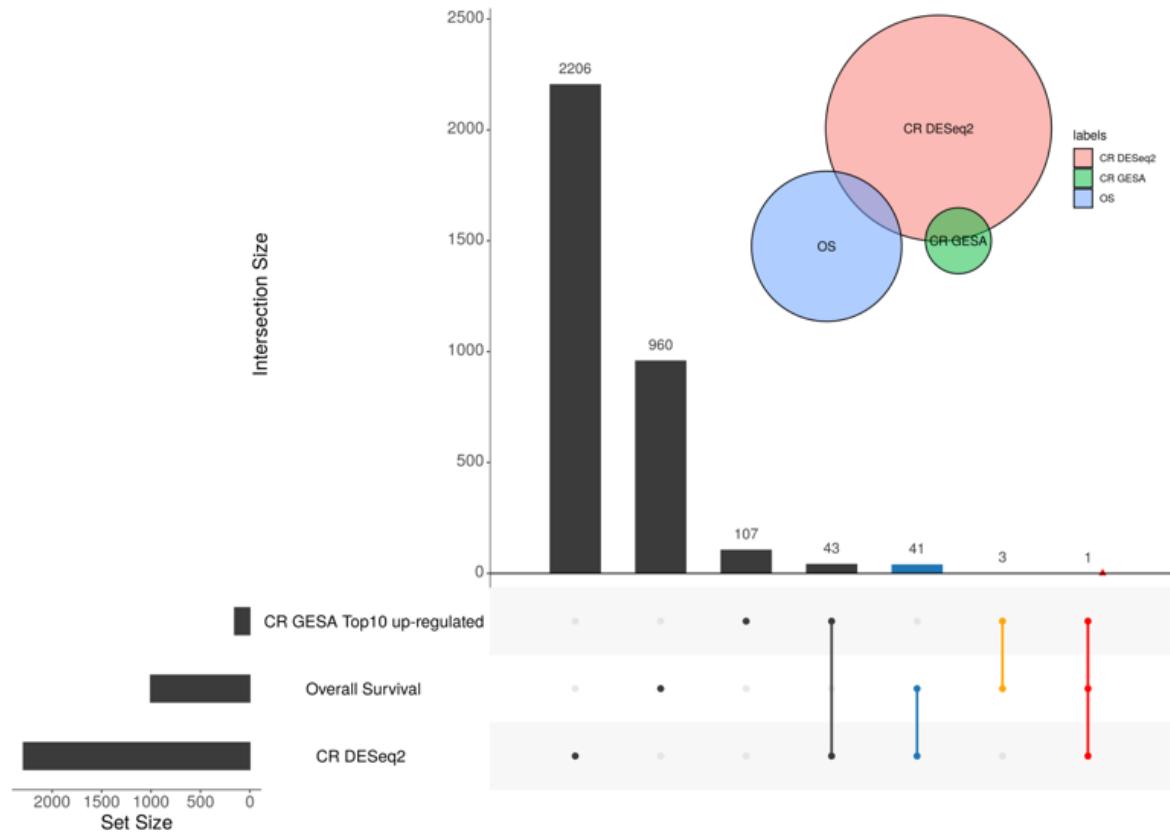 2500
2000
1500
1000
500
0
Intersection Size
2206
960
107
43
41
3
1
CR DESeq2
OS
CR GESA
labels
CR DESeq2
CR GESA
OS
CR GESA Top10 up-regulated
Overall Survival
CR DESeq2
2000 1500 1000 500 0
Set Size